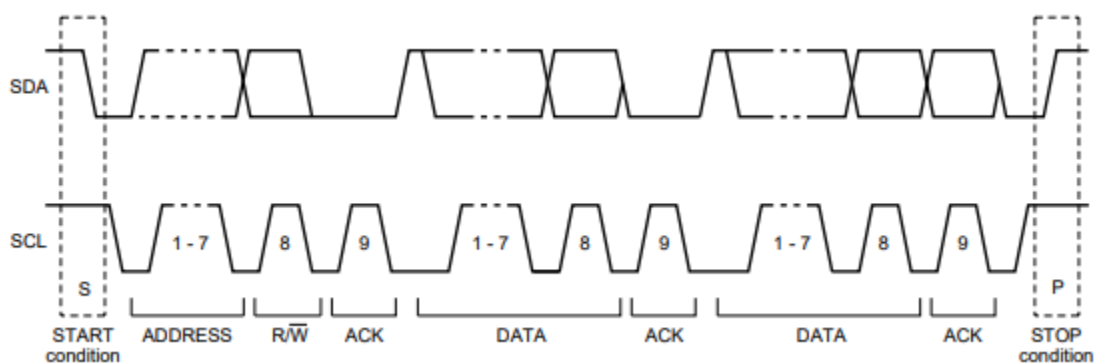 SDA
SCL
1 - 7
8
9
1 - 7
8
9
1 - 7
8
9
S
P
START
condition
ADDRESS
R/W̅
ACK
DATA
ACK
DATA
ACK
STOP
condition